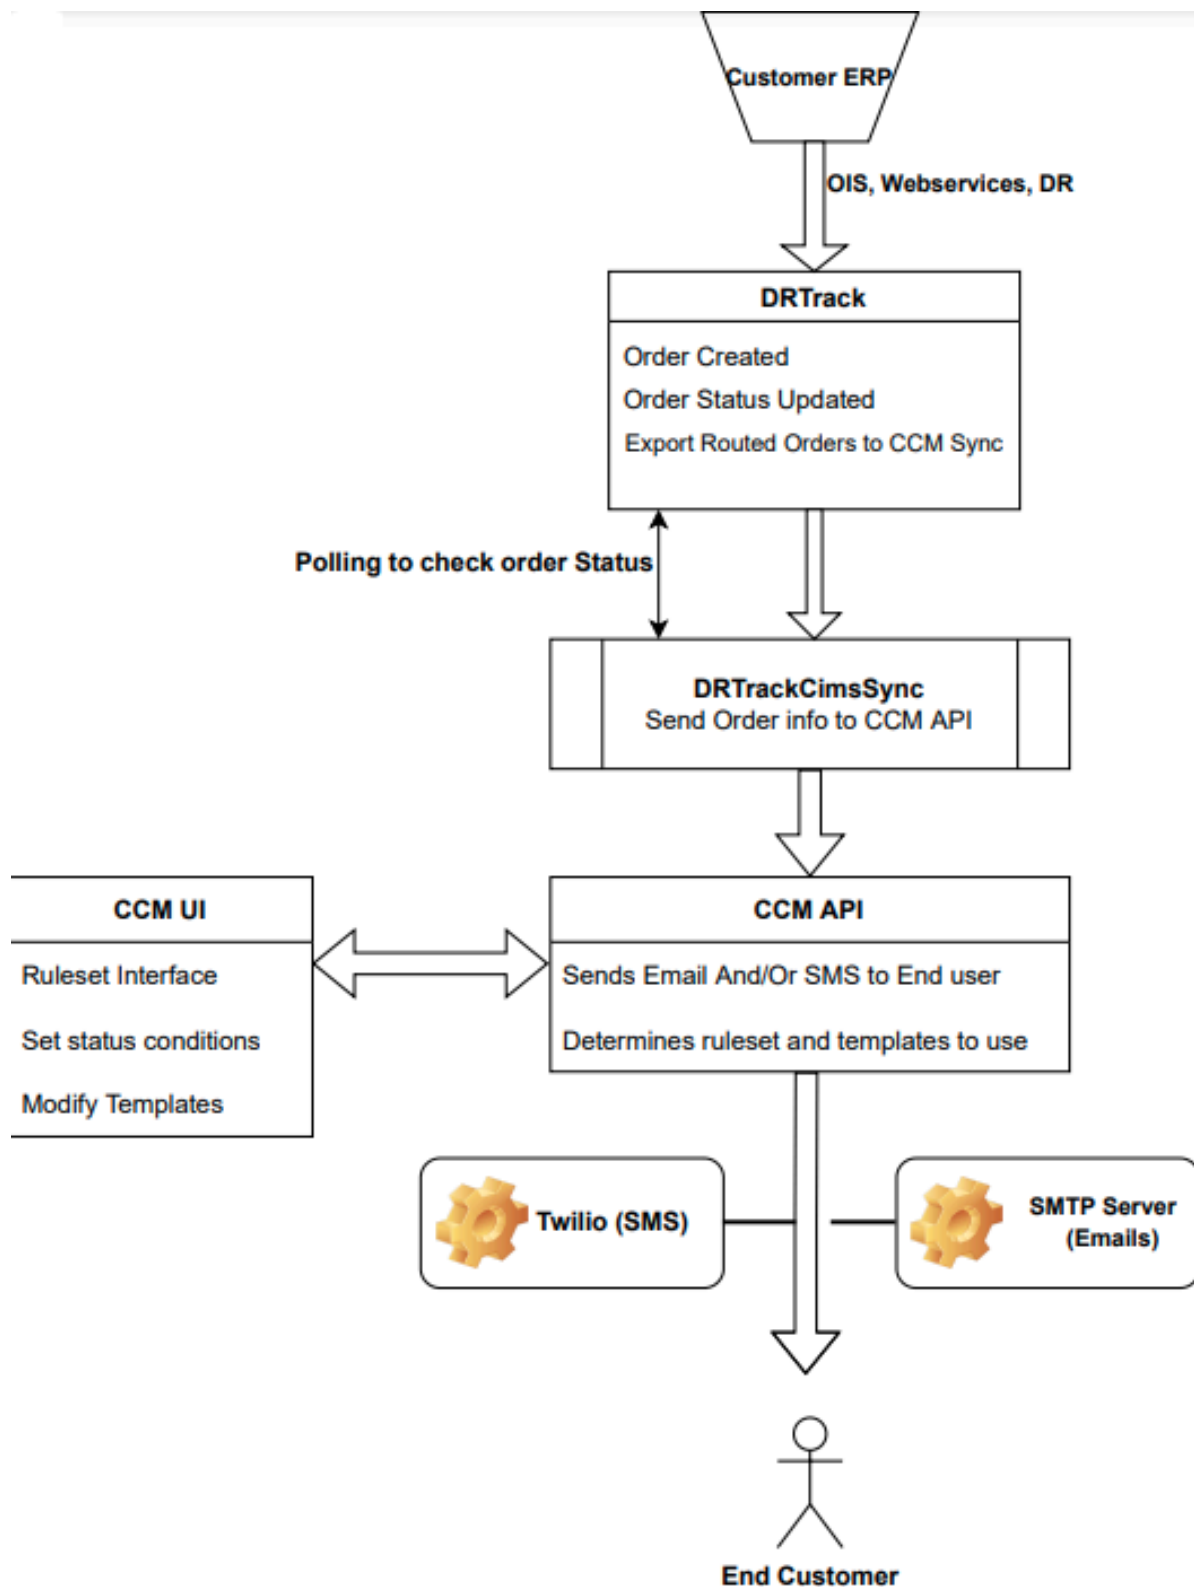 Customer ERP
OIS, Webservices, DR
DRTrack
Order Created
Order Status Updated
Export Routed Orders to CCM Sync
Polling to check order Status
DRTrackCimsSync
Send Order info to CCM API
CCM UI
Ruleset Interface
Set status conditions
Modify Templates
CCM API
Sends Email And/Or SMS to End user
Determines ruleset and templates to use
Twilio (SMS)
SMTP Server
(Emails)
End Customer